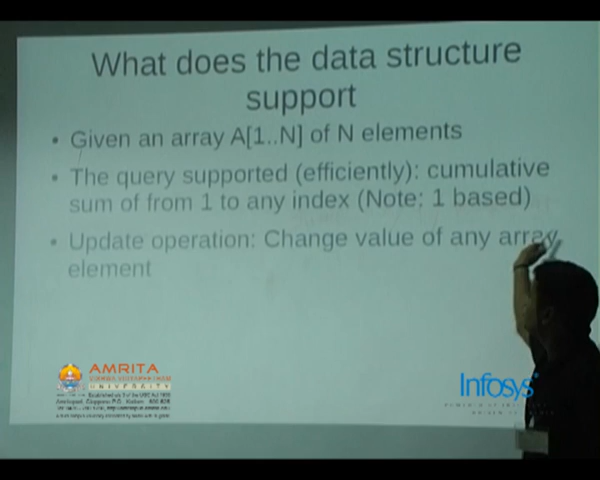 What does the data structure
support
• Given an array A[1..N] of N elements
• The query supported (efficiently): cumulative
sum of from 1 to any index (Note: 1 based)
• Update operation: Change value of any array
element
AMRITA
UNIVERSITY
Infosys